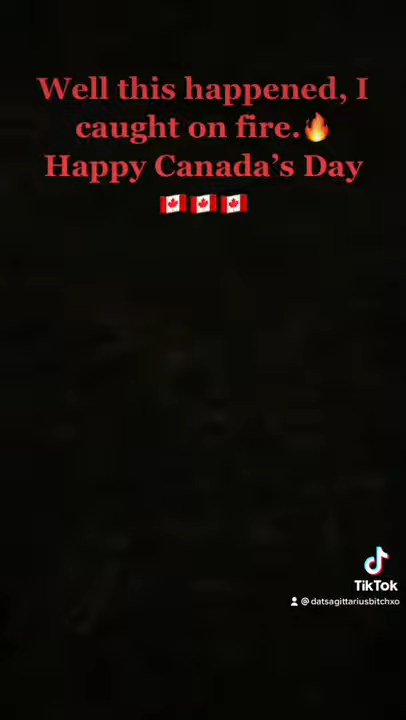 Well this happened, I
caught on fire.🔥
Happy Canada’s Day
🇨🇦🇨🇦🇨🇦
TikTok
@datsagittariusbitchxo